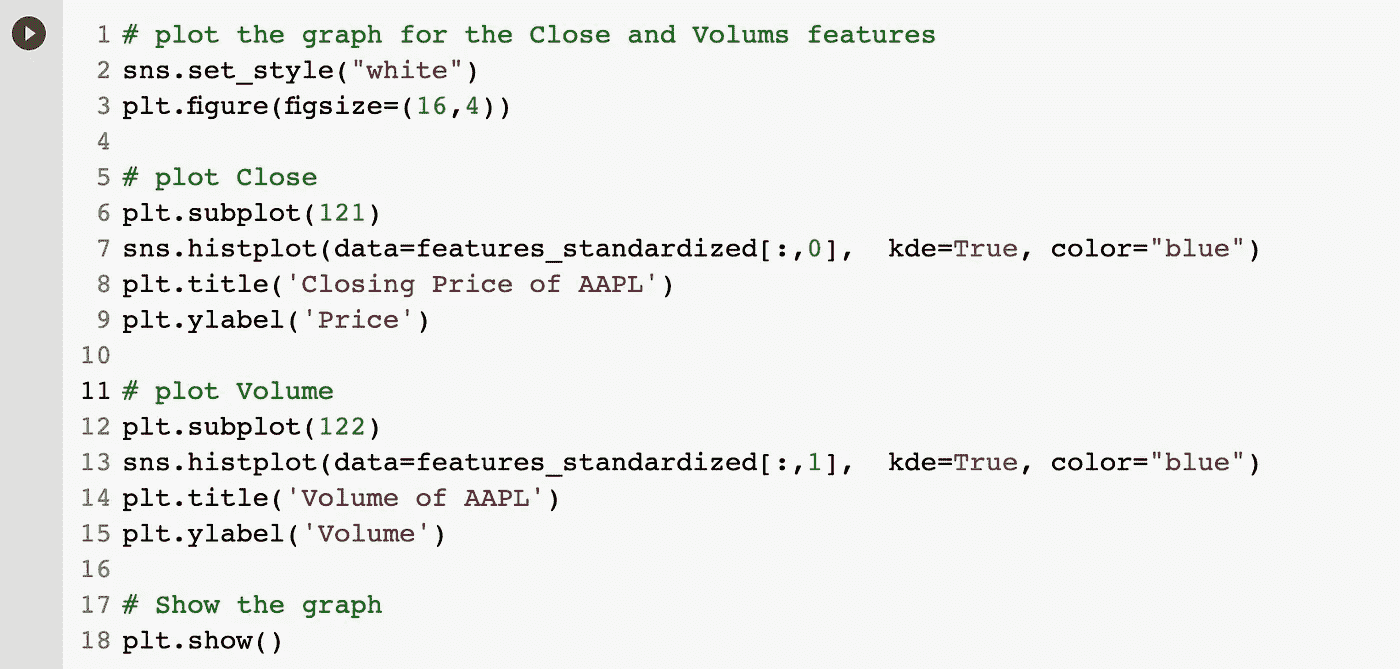 1 # plot the graph for the Close and Volums features
2 sns.set_style("white")
3 plt.figure(figsize=(16,4))
4
5 # plot Close
6 plt.subplot(121)
7 sns.histplot(data=features_standardized[:,0],  kde=True, color="blue")
8 plt.title('Closing Price of AAPL')
9 plt.ylabel('Price')
10
11 # plot Volume
12 plt.subplot(122)
13 sns.histplot(data=features_standardized[:,1],  kde=True, color="blue")
14 plt.title('Volume of AAPL')
15 plt.ylabel('Volume')
16
17 # Show the graph
18 plt.show()